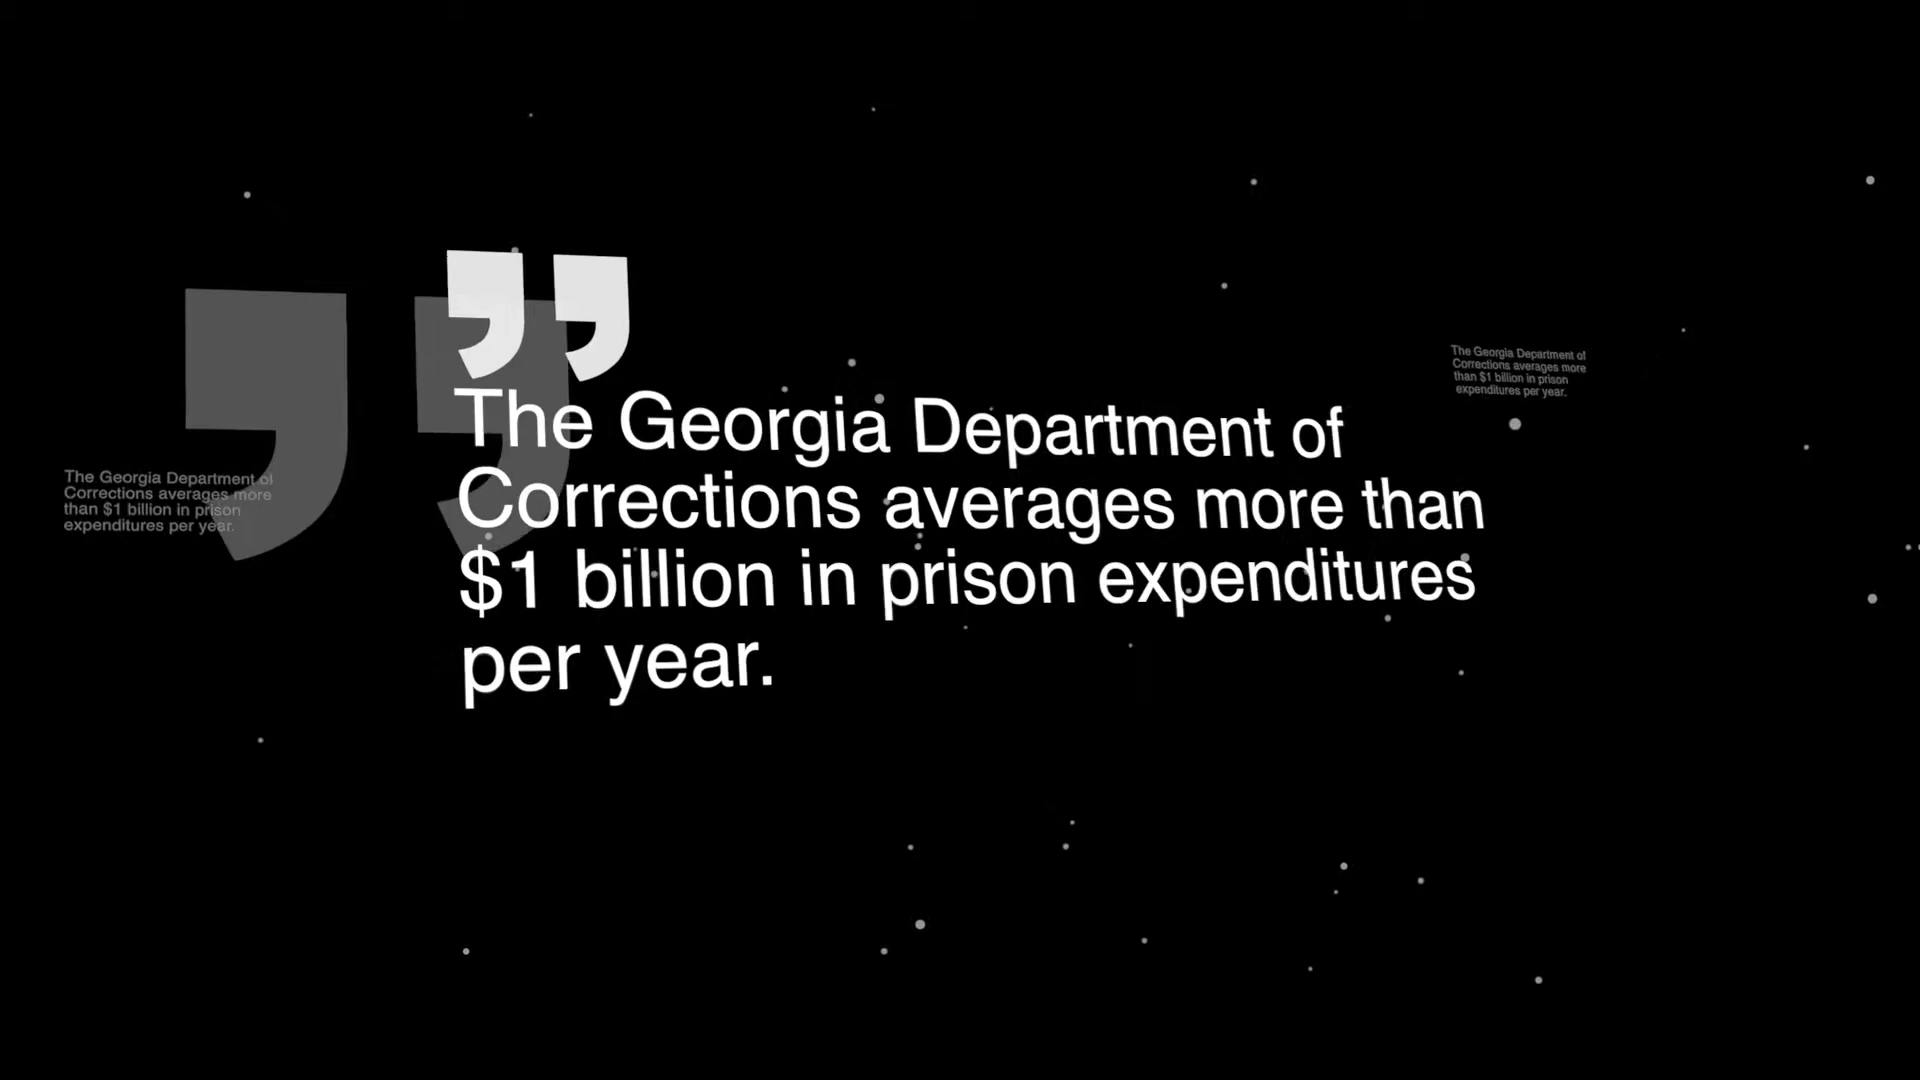 ”
The Georgia Department of
Corrections averages more than
$1 billion in prison expenditures
per year.
The Georgia Department of
Corrections averages more
than $1 billion in prison
expenditures per year.
The Georgia Department of
Corrections averages more
than $1 billion in prison
expenditures per year.